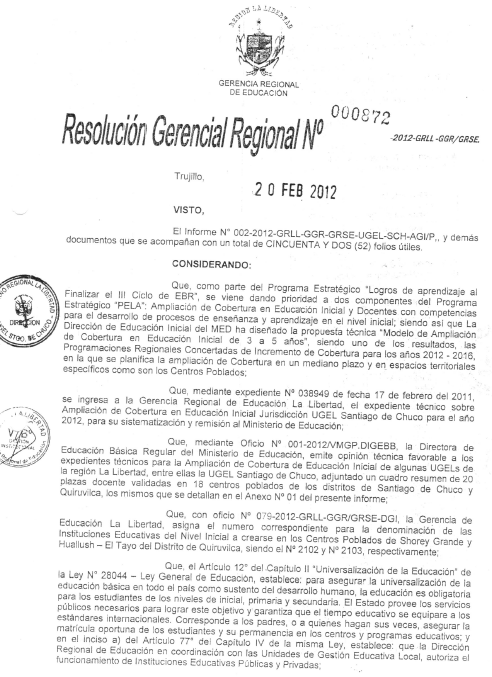 REGION LA LIBERTAD
GERENCIA REGIONAL
DE EDUCACIÓN
Resolución Gerencial Regional Nº 000872 -2012-GRLL-GGR/GRSE.
Trujillo,
20 FEB 2012
VISTO,
El Informe N° 002-2012-GRLL-GGR-GRSE-UGEL-SCH-AGI/P,, y demás
documentos que se acompañan con un total de CINCUENTA Y DOS (52) folios útiles.
CONSIDERANDO:
Que, como parte del Programa Estratégico "Logros de aprendizaje al
Finalizar el III Ciclo de EBR", se viene dando prioridad a dos componentes del Programa
Estratégico "PELA": Ampliación de Cobertura en Educación Inicial y Docentes con competencias
para el desarrollo de procesos de enseñanza y aprendizaje en el nivel inicial; siendo así que La
Dirección de Educación Inicial del MED ha diseñado la propuesta técnica "Modelo de Ampliación
de Cobertura en Educación Inicial de 3 a 5 años", siendo uno de los resultados, las
Programaciones Regionales Concertadas de Incremento de Cobertura para los años 2012 - 2016,
en la que se planifica la ampliación de Cobertura en un mediano plazo y en espacios territoriales
específicos como son los Centros Poblados;
DIRECCION
Que, mediante expediente N° 038949 de fecha 17 de febrero del 2011,
se ingresa a la Gerencia Regional de Educación La Libertad, el expediente técnico sobre
Ampliación de Cobertura en Educación Inicial Jurisdicción UGEL Santiago de Chuco para el año
2012, para su sistematización y remisión al Ministerio de Educación;
Que, mediante Oficio N° 001-2012/VMGP.DIGEBB, la Directora de
Educación Básica Regular del Ministerio de Educación, emite opinión técnica favorable a los
expedientes técnicos para la Ampliación de Cobertura de Educación Inicial de algunas UGELs de
la región La Libertad, entre ellas la UGEL Santiago de Chuco, adjuntado un cuadro resumen de 20
plazas docente validadas en 18 centros poblados de los distritos de Santiago de Chuco y
Quiruvilca, los mismos que se detallan en el Anexo N° 01 del presente informe;
Que, con oficio N° 079-2012-GRLL-GGR/GRSE-DGI, la Gerencia de
Educación La Libertad, asigna el numero correspondiente para la denominación de las
Instituciones Educativas del Nivel Inicial a crearse en los Centros Poblados de Shorey Grande y
Huallush – El Tayo del Distrito de Quiruvilca, siendo el Nº 2102 y Nº 2103, respectivamente;
Que, el Artículo 12° del Capítulo II "Universalización de la Educación" de
la Ley N° 28044 – Ley General de Educación, establece: para asegurar la universalización de la
educación básica en todo el país como sustento del desarrollo humano, la educación es obligatoria
para los estudiantes de los niveles de inicial, primaria y secundaria. El Estado provee los servicios
públicos necesarios para lograr este objetivo y garantiza que el tiempo educativo se equipare a los
estándares internacionales. Corresponde a los padres, o a quienes hagan sus veces, asegurar la
matrícula oportuna de los estudiantes y su permanencia en los centros y programas educativos; y
en el inciso a) del Artículo 77° del Capítulo IV de la misma Ley, establece: que la Dirección
Regional de Educación en coordinación con las Unidades de Gestión Educativa Local, autoriza el
funcionamiento de Instituciones Educativas Públicas y Privadas;